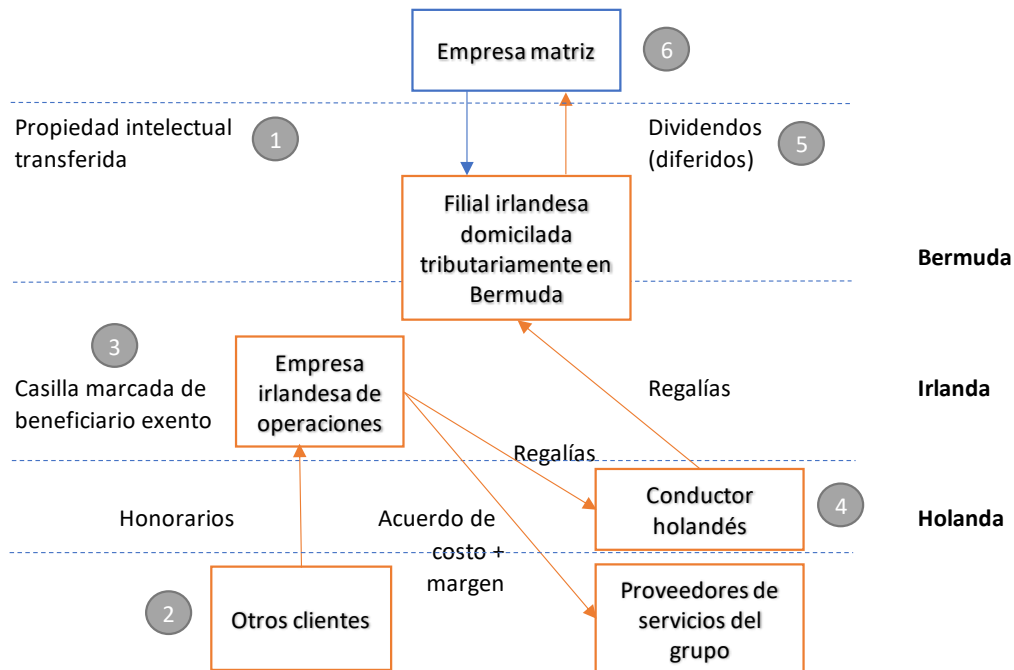 Empresa matriz
6
Propiedad intelectual
transferida
1
Dividendos
(diferidos)
5
Filial irlandesa
domicilada
tributariamente en
Bermuda
Bermuda
3
Casilla marcada de
beneficiario exento
Empresa
irlandesa de
operaciones
Regalías
Irlanda
Regalías
Conductor
holandés
4
Honorarios
Acuerdo de
costo +
margen
Holanda
2
Otros clientes
Proveedores de
servicios del
grupo